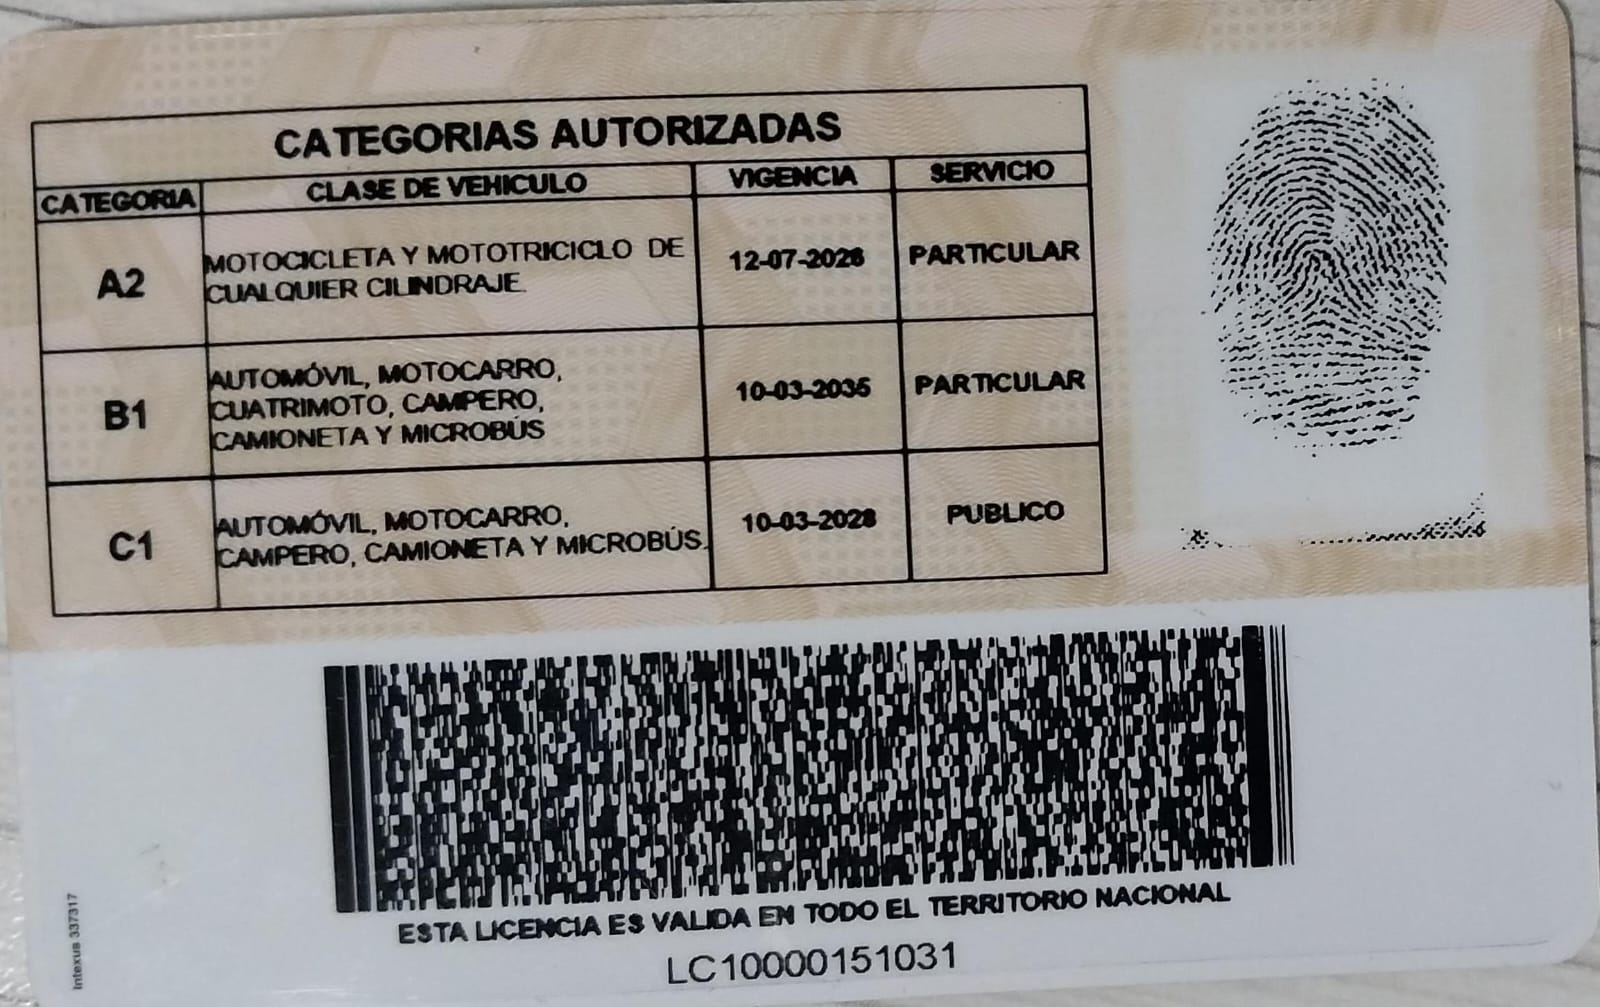 CATEGORIAS AUTORIZADAS
CATEGORIA CLASE DE VEHICULO VIGENCIA SERVICIO
A2 MOTOCICLETA Y MOTOTRICICLO DE CUALQUIER CILINDRAJE. 12-07-2026 PARTICULAR
B1 AUTOMÓVIL, MOTOCARRO, CUATRIMOTO, CAMPERO, CAMIONETA Y MICROBÚS 10-03-2035 PARTICULAR
C1 AUTOMÓVIL, MOTOCARRO, CAMPERO, CAMIONETA Y MICROBÚS. 10-03-2028 PUBLICO
ESTA LICENCIA ES VALIDA EN TODO EL TERRITORIO NACIONAL
LC10000151031
Intexus 337317